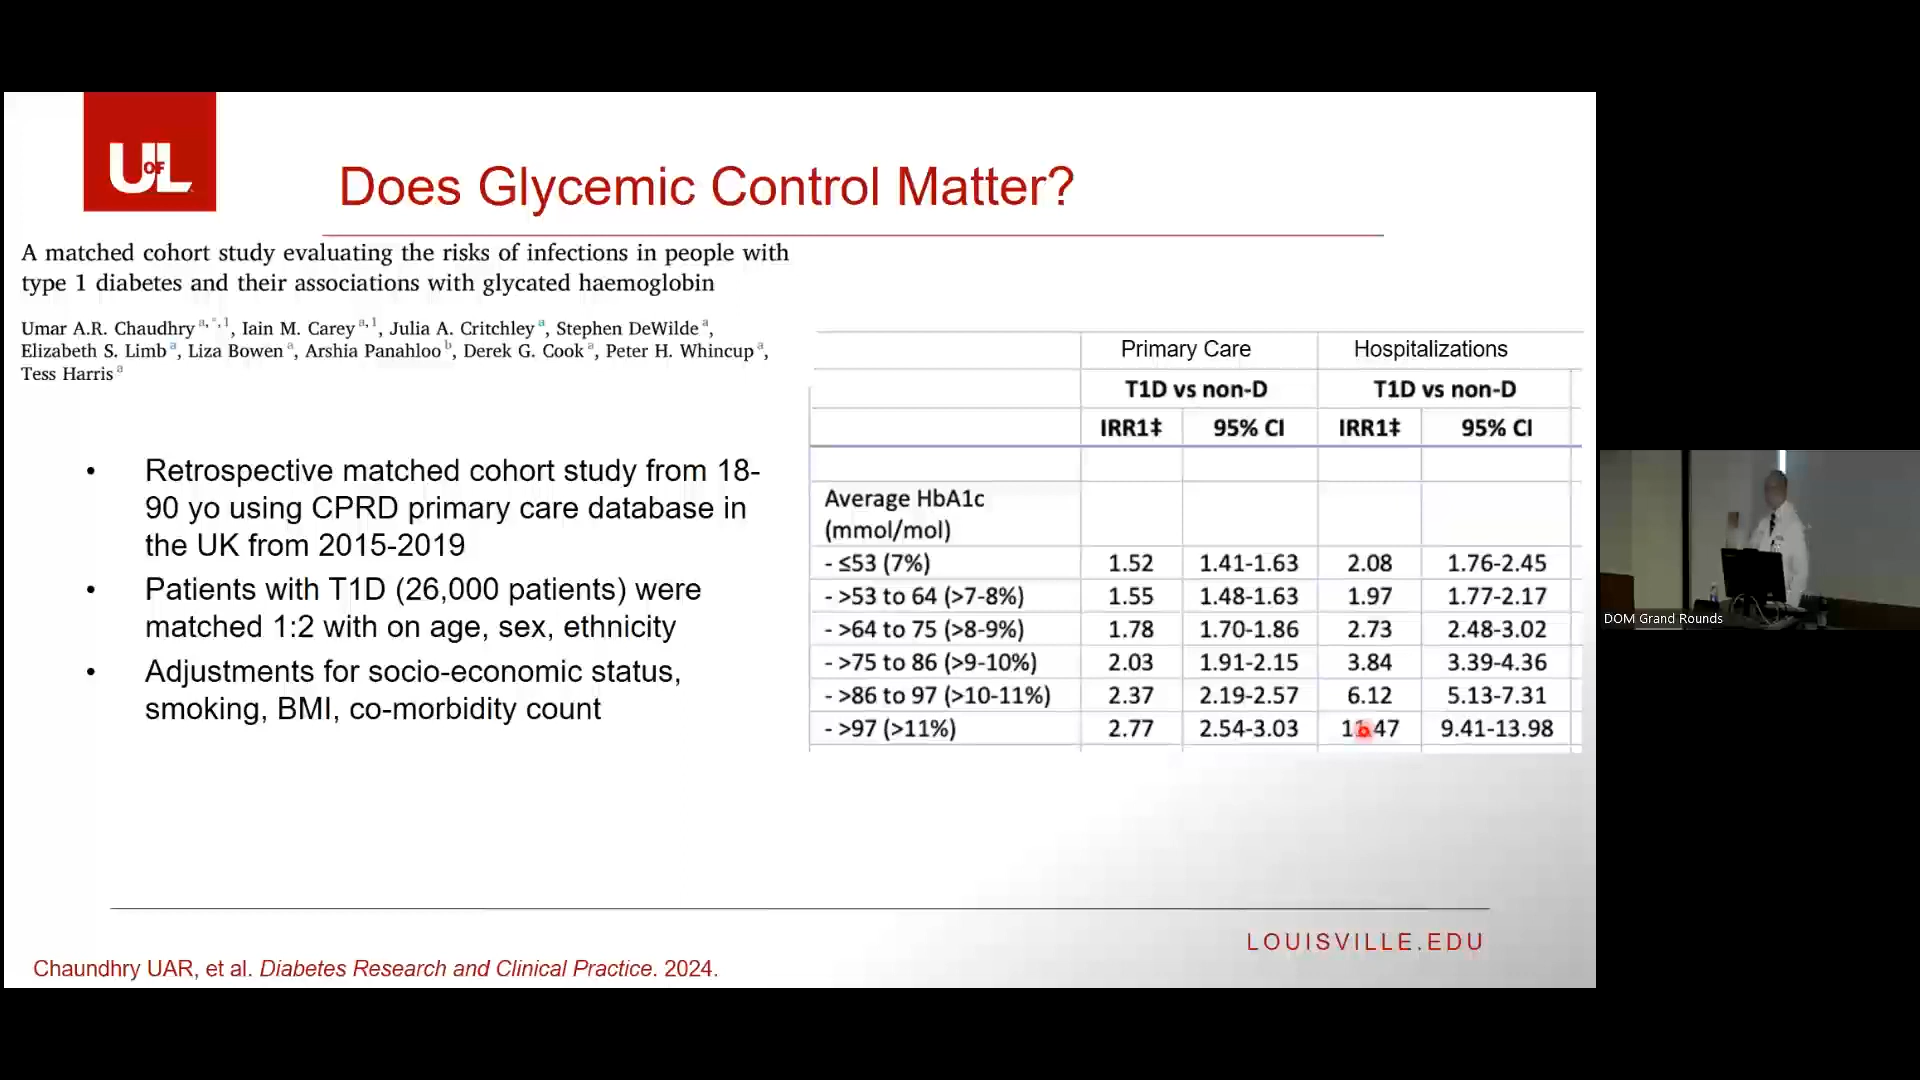 UOFL
Does Glycemic Control Matter?
A matched cohort study evaluating the risks of infections in people with
type 1 diabetes and their associations with glycated haemoglobin
Umar A.R. Chaudhry a,*,1, Iain M. Carey a,1, Julia A. Critchley a, Stephen DeWilde a,
Elizabeth S. Limb a, Liza Bowen a, Arshia Panahloo b, Derek G. Cook a, Peter H. Whincup a,
Tess Harris a
• Retrospective matched cohort study from 18-
90 yo using CPRD primary care database in
the UK from 2015-2019
• Patients with T1D (26,000 patients) were
matched 1:2 with on age, sex, ethnicity
• Adjustments for socio-economic status,
smoking, BMI, co-morbidity count
Primary Care Hospitalizations
T1D vs non-D T1D vs non-D
IRR1‡ 95% CI IRR1‡ 95% CI
Average HbA1c
(mmol/mol)
- ≤53 (7%) 1.52 1.41-1.63 2.08 1.76-2.45
- >53 to 64 (>7-8%) 1.55 1.48-1.63 1.97 1.77-2.17
- >64 to 75 (>8-9%) 1.78 1.70-1.86 2.73 2.48-3.02
- >75 to 86 (>9-10%) 2.03 1.91-2.15 3.84 3.39-4.36
- >86 to 97 (>10-11%) 2.37 2.19-2.57 6.12 5.13-7.31
- >97 (>11%) 2.77 2.54-3.03 11.47 9.41-13.98
LOUISVILLE.EDU
Chaundhry UAR, et al. Diabetes Research and Clinical Practice. 2024.
DOM Grand Rounds